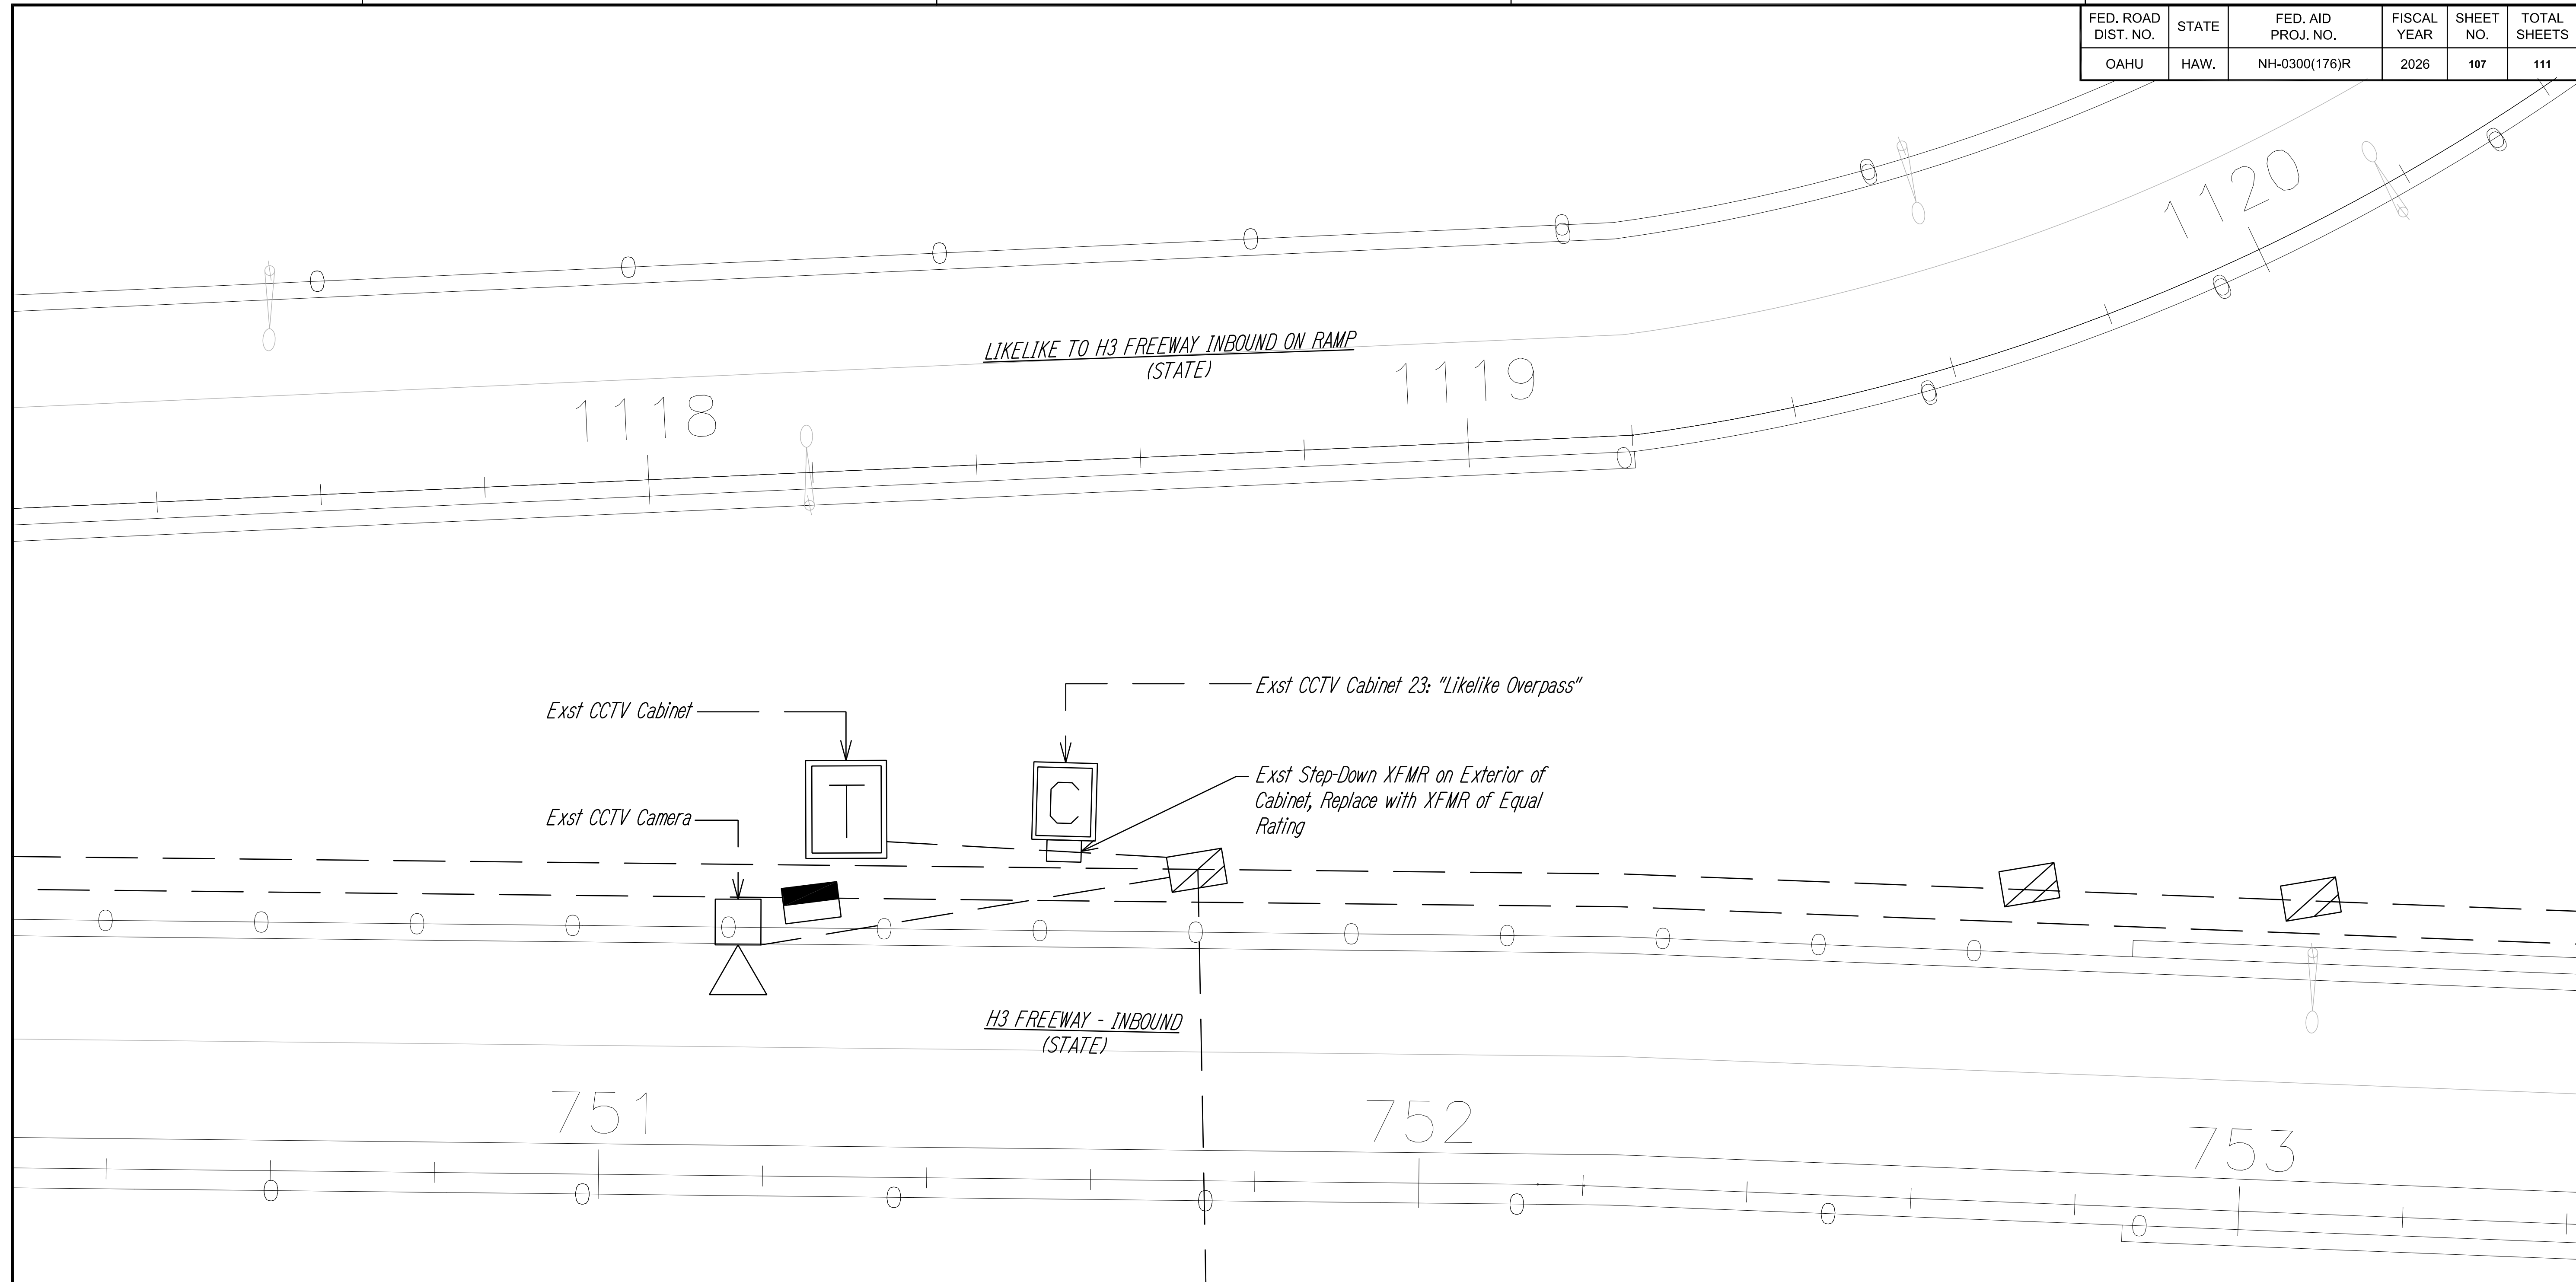 FED. ROAD DIST. NO.
STATE
FED. AID PROJ. NO.
FISCAL YEAR
SHEET NO.
TOTAL SHEETS
OAHU
HAW.
NH-0300(176)R
2026
107
111
1120
LIKELIKE TO H3 FREEWAY INBOUND ON RAMP
(STATE)
1118
1119
Exst CCTV Cabinet 23: "Likelike Overpass"
Exst CCTV Cabinet
T
C
Exst Step-Down XFMR on Exterior of
Cabinet, Replace with XFMR of Equal
Rating
Exst CCTV Camera
H3 FREEWAY - INBOUND
(STATE)
751
752
753